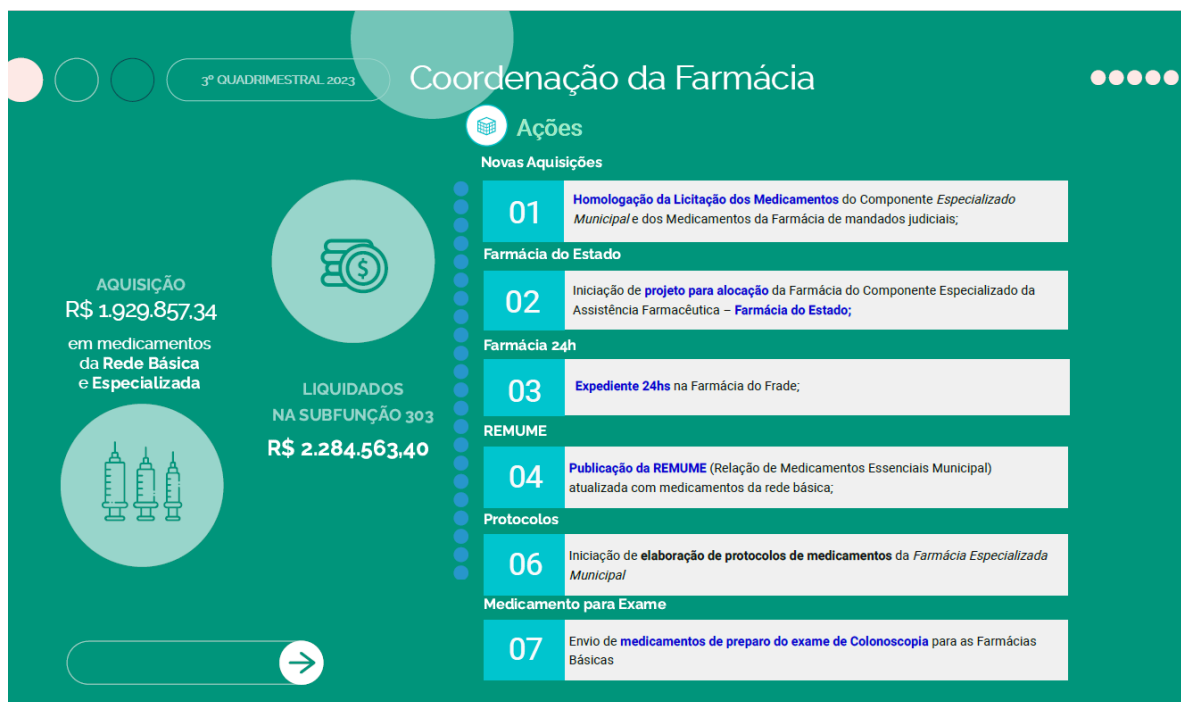 3º QUADRIMESTRAL 2023
Coordenação da Farmácia
Ações
AQUISIÇÃO
R$ 1.929.857,34
em medicamentos
da Rede Básica
e Especializada
LIQUIDADOS
NA SUBFUNÇÃO 303
R$ 2.284.563,40
Novas Aquisições
01
Homologação da Licitação dos Medicamentos do Componente Especializado
Municipal e dos Medicamentos da Farmácia de mandados judiciais;
Farmácia do Estado
02
Iniciação de projeto para alocação da Farmácia do Componente Especializado da
Assistência Farmacêutica – Farmácia do Estado;
Farmácia 24h
03
Expediente 24hs na Farmácia do Frade;
REMUME
04
Publicação da REMUME (Relação de Medicamentos Essenciais Municipal)
atualizada com medicamentos da rede básica;
Protocolos
06
Iniciação de elaboração de protocolos de medicamentos da Farmácia Especializada
Municipal
Medicamento para Exame
07
Envio de medicamentos de preparo do exame de Colonoscopia para as Farmácias
Básicas